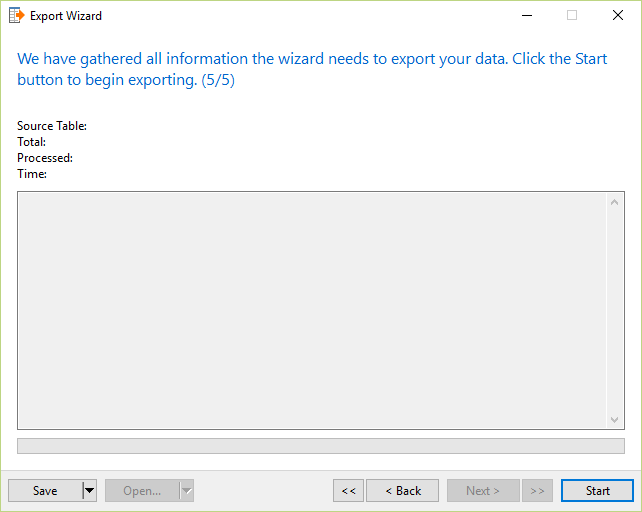 Export Wizard
We have gathered all information the wizard needs to export your data. Click the Start
button to begin exporting. (5/5)
Source Table:
Total:
Processed:
Time:
Save Open... << < Back Next > >> Start